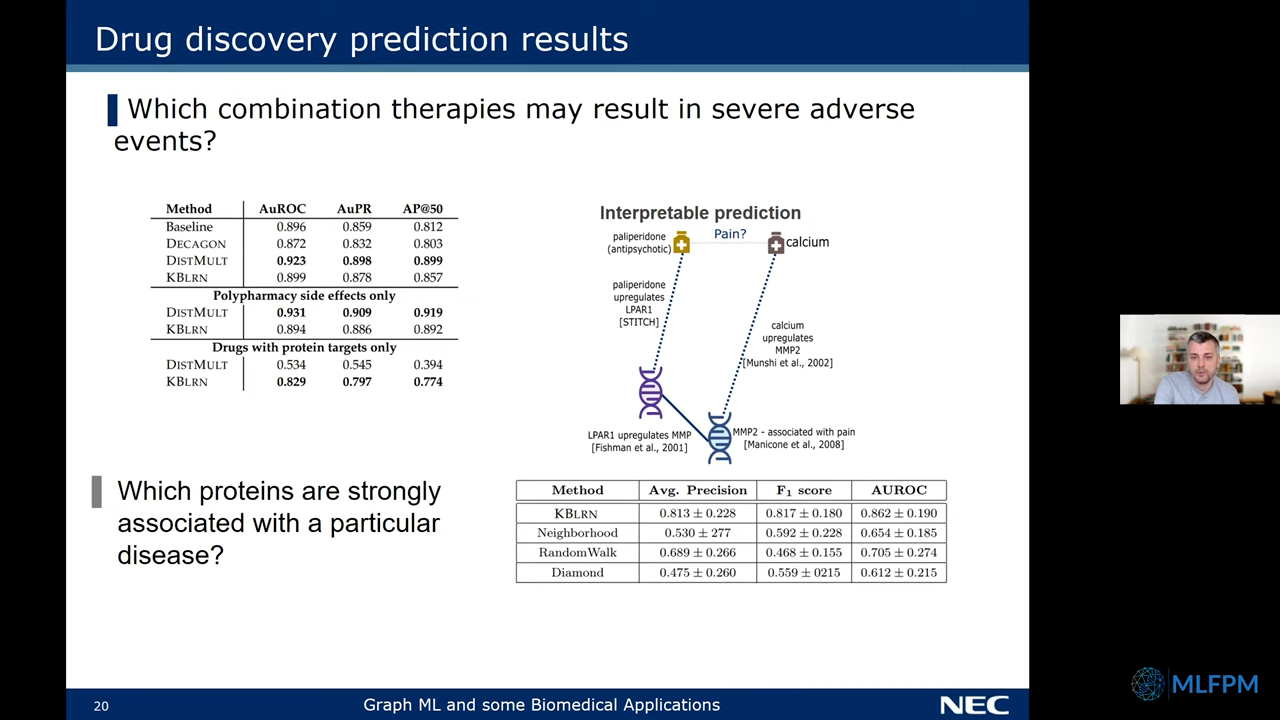 Drug discovery prediction results
Which combination therapies may result in severe adverse
events?
Method AuROC AuPR AP@50
Baseline 0.896 0.859 0.812
DECAGON 0.872 0.832 0.803
DISTMULT 0.923 0.898 0.899
KBLRN 0.899 0.878 0.857
Polypharmacy side effects only
DISTMULT 0.931 0.909 0.919
KBLRN 0.894 0.886 0.892
Drugs with protein targets only
DISTMULT 0.534 0.545 0.394
KBLRN 0.829 0.797 0.774
Interpretable prediction
paliperidone
(antipsychotic)
Pain?
calcium
paliperidone
upregulates
LPAR1
[STITCH]
calcium
upregulates
MMP2
[Munshi et al., 2002]
LPAR1 upregulates MMP
[Fishman et al., 2001]
MMP2 - associated with pain
[Manicone et al., 2008]
Which proteins are strongly
associated with a particular
disease?
Method Avg. Precision F1 score AUROC
KBLRN 0.813 ± 0.228 0.817 ± 0.180 0.862 ± 0.190
Neighborhood 0.530 ± 277 0.592 ± 0.228 0.654 ± 0.185
RandomWalk 0.689 ± 0.266 0.468 ± 0.155 0.705 ± 0.274
Diamond 0.475 ± 0.260 0.559 ± 0215 0.612 ± 0.215
20
Graph ML and some Biomedical Applications
NEC
MLFPM